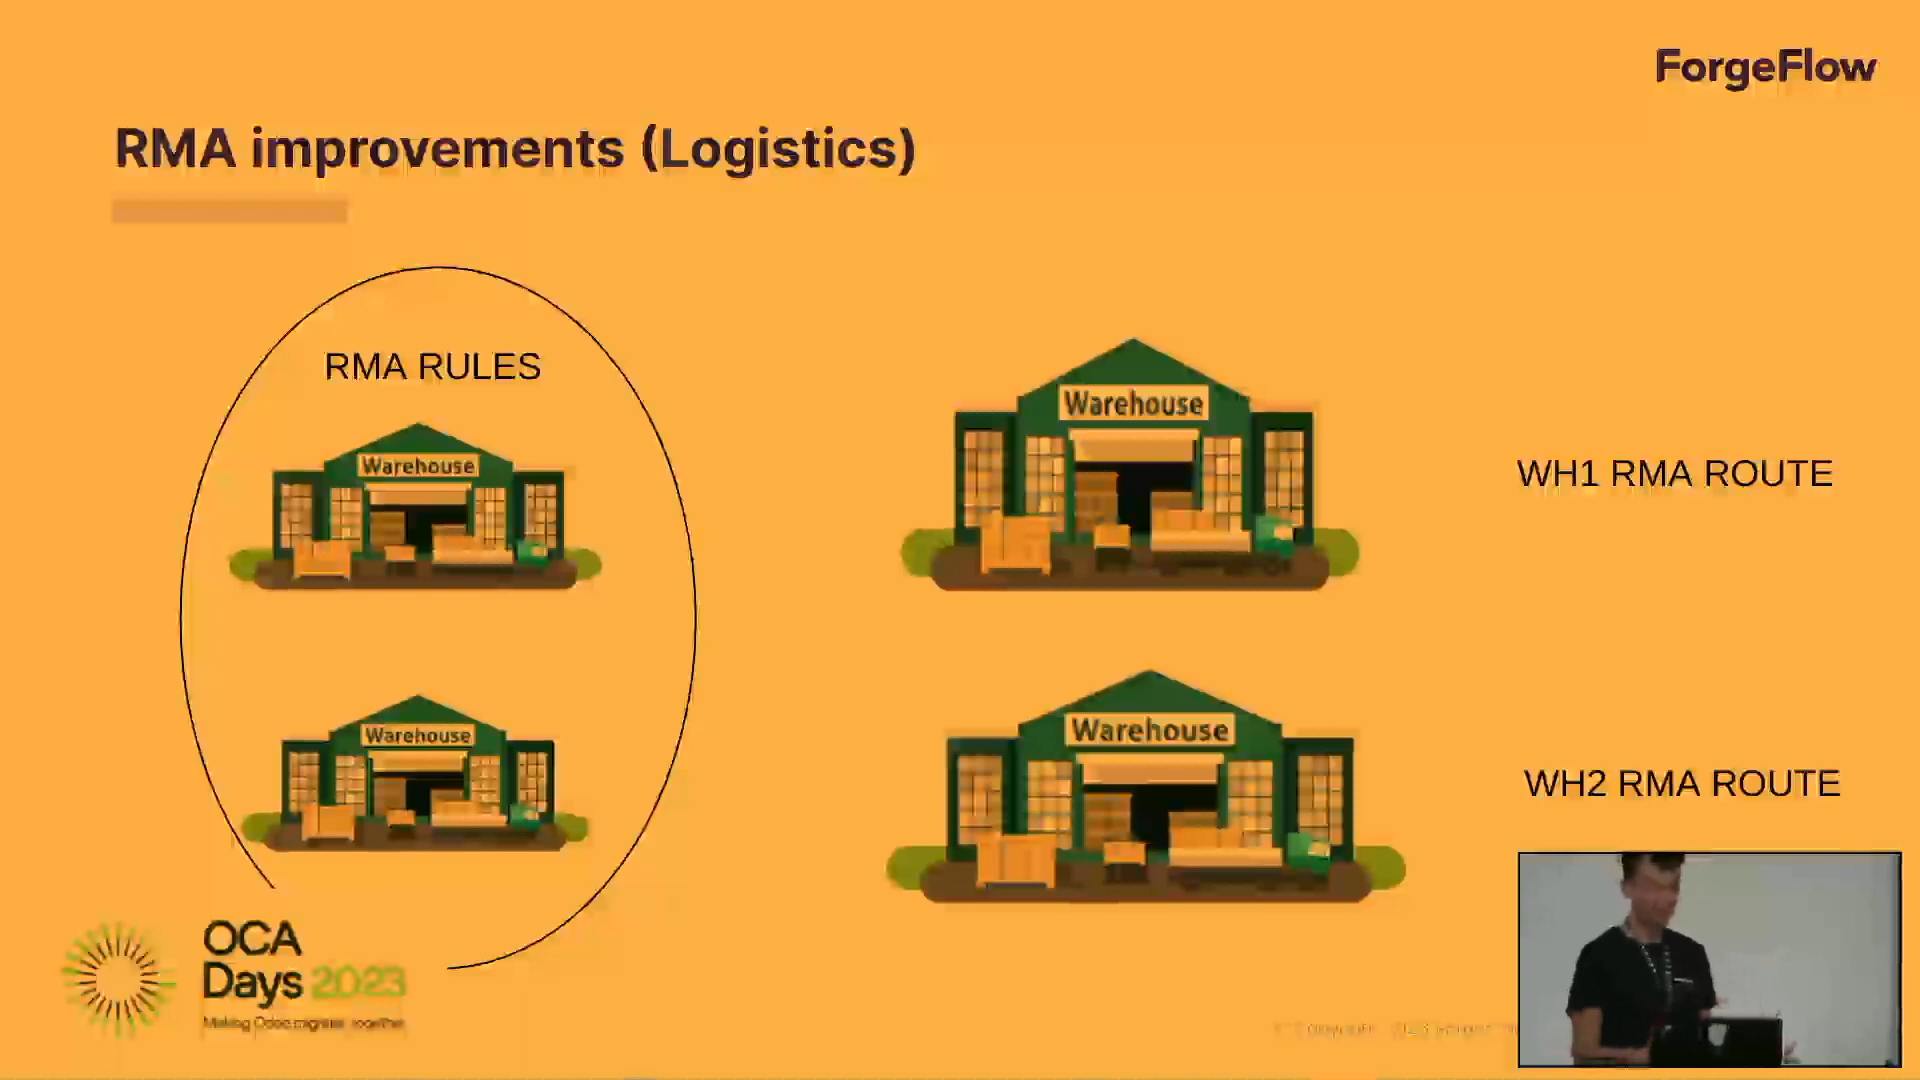 ForgeFlow
RMA improvements (Logistics)
RMA RULES
Warehouse
Warehouse
WH1 RMA ROUTE
Warehouse
Warehouse
WH2 RMA ROUTE
OCA
Days 2023
Making Odoo together
2023